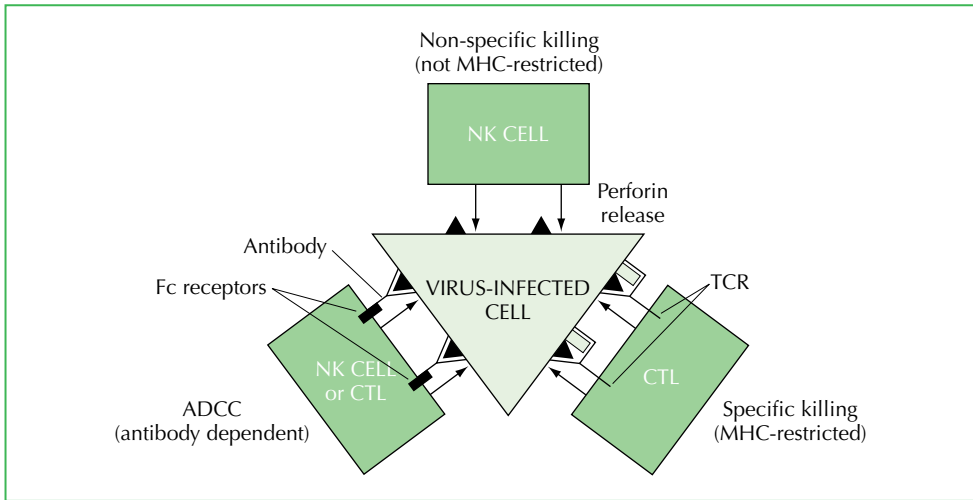 Non-specific killing
(not MHC-restricted)
NK CELL
Perforin
release
Antibody
Fc receptors
VIRUS-INFECTED
CELL
TCR
NK CELL
or CTL
CTL
ADCC
(antibody dependent)
Specific killing
(MHC-restricted)